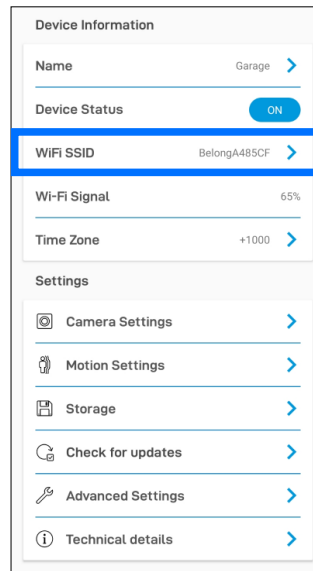 Device Information
Name Garage
Device Status ON
WiFi SSID BelongA485CF
Wi-Fi Signal 65%
Time Zone +1000
Settings
Camera Settings
Motion Settings
Storage
Check for updates
Advanced Settings
Technical details